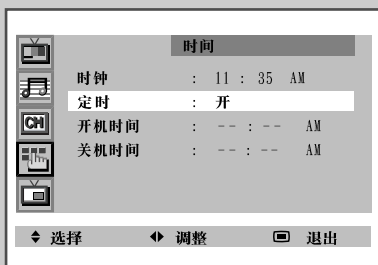 时间
时钟 : 11 : 35 AM
定时 : 开
开机时间 : -- : -- AM
CH 关机时间 : -- : -- AM
选择 调整 退出